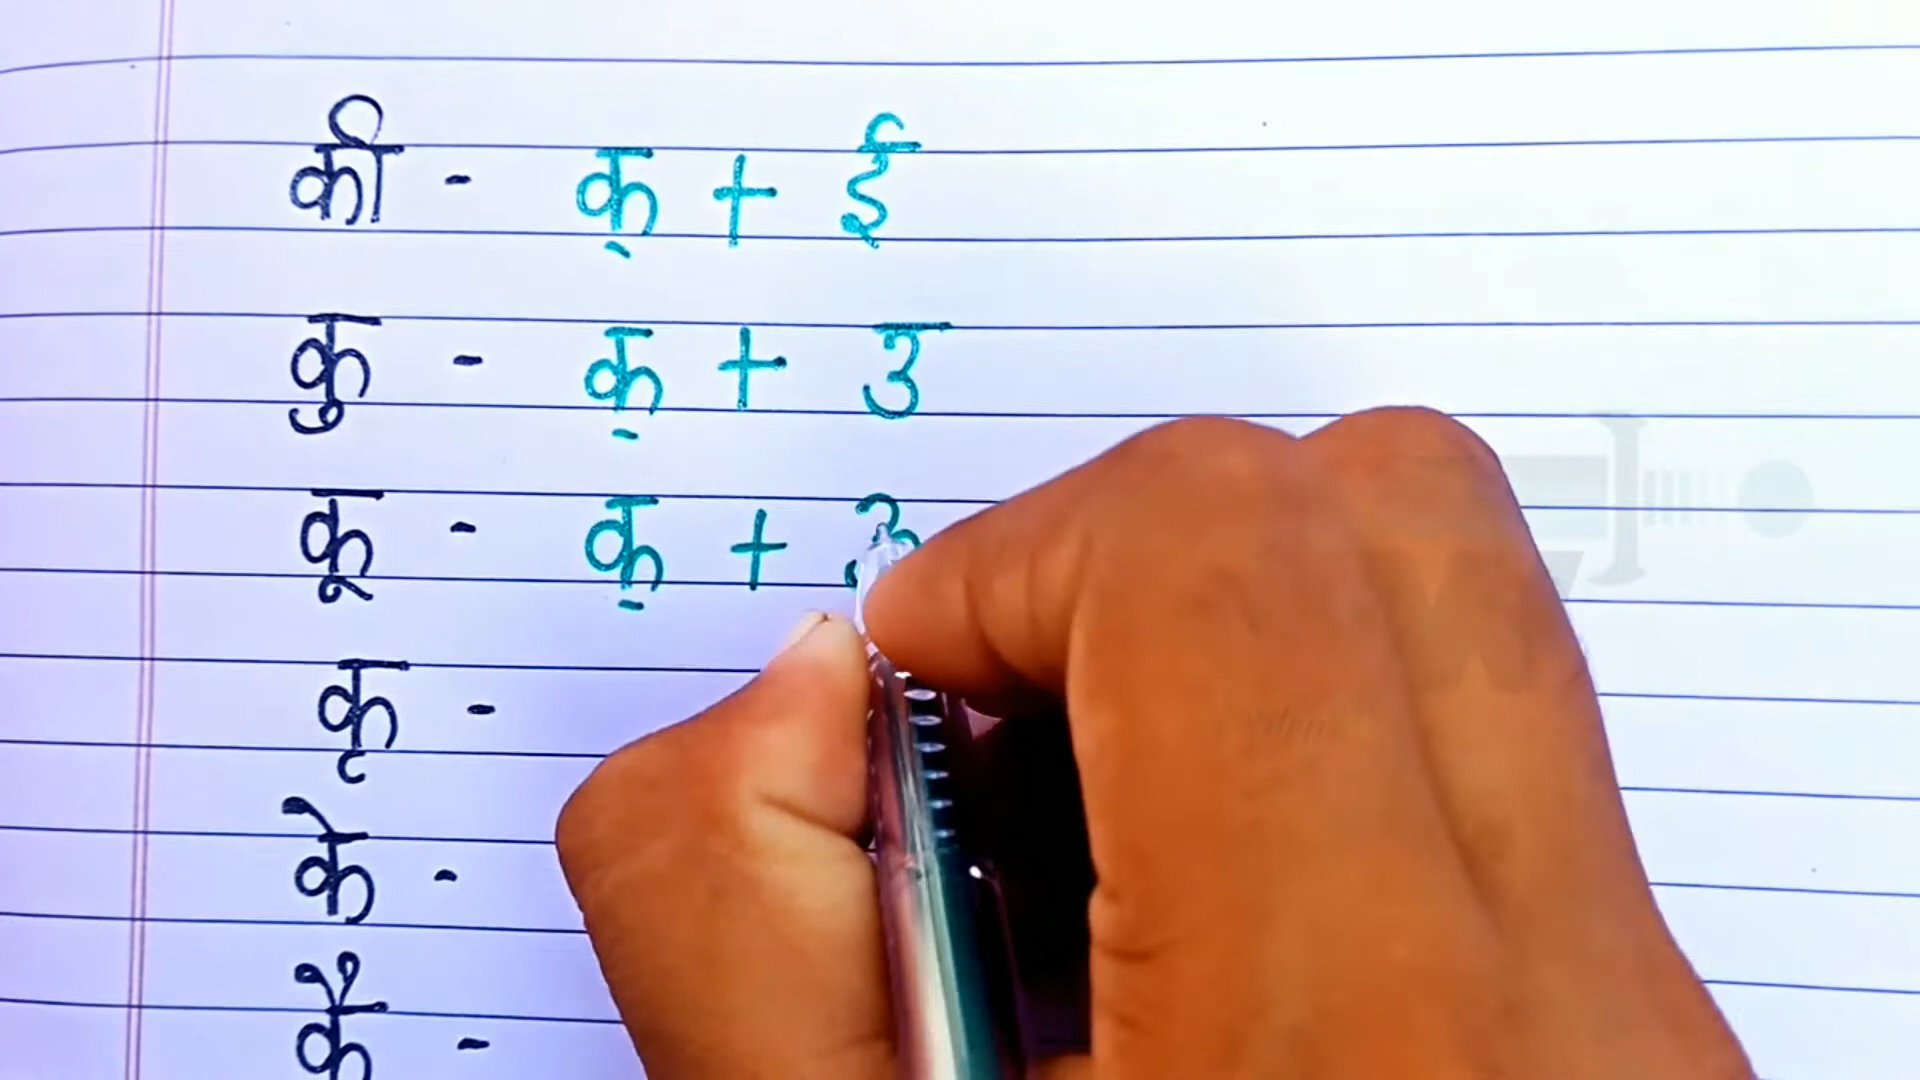 की - क् + ई
कु - क् + उ
कू - क् +
कृ -
के -
कै -